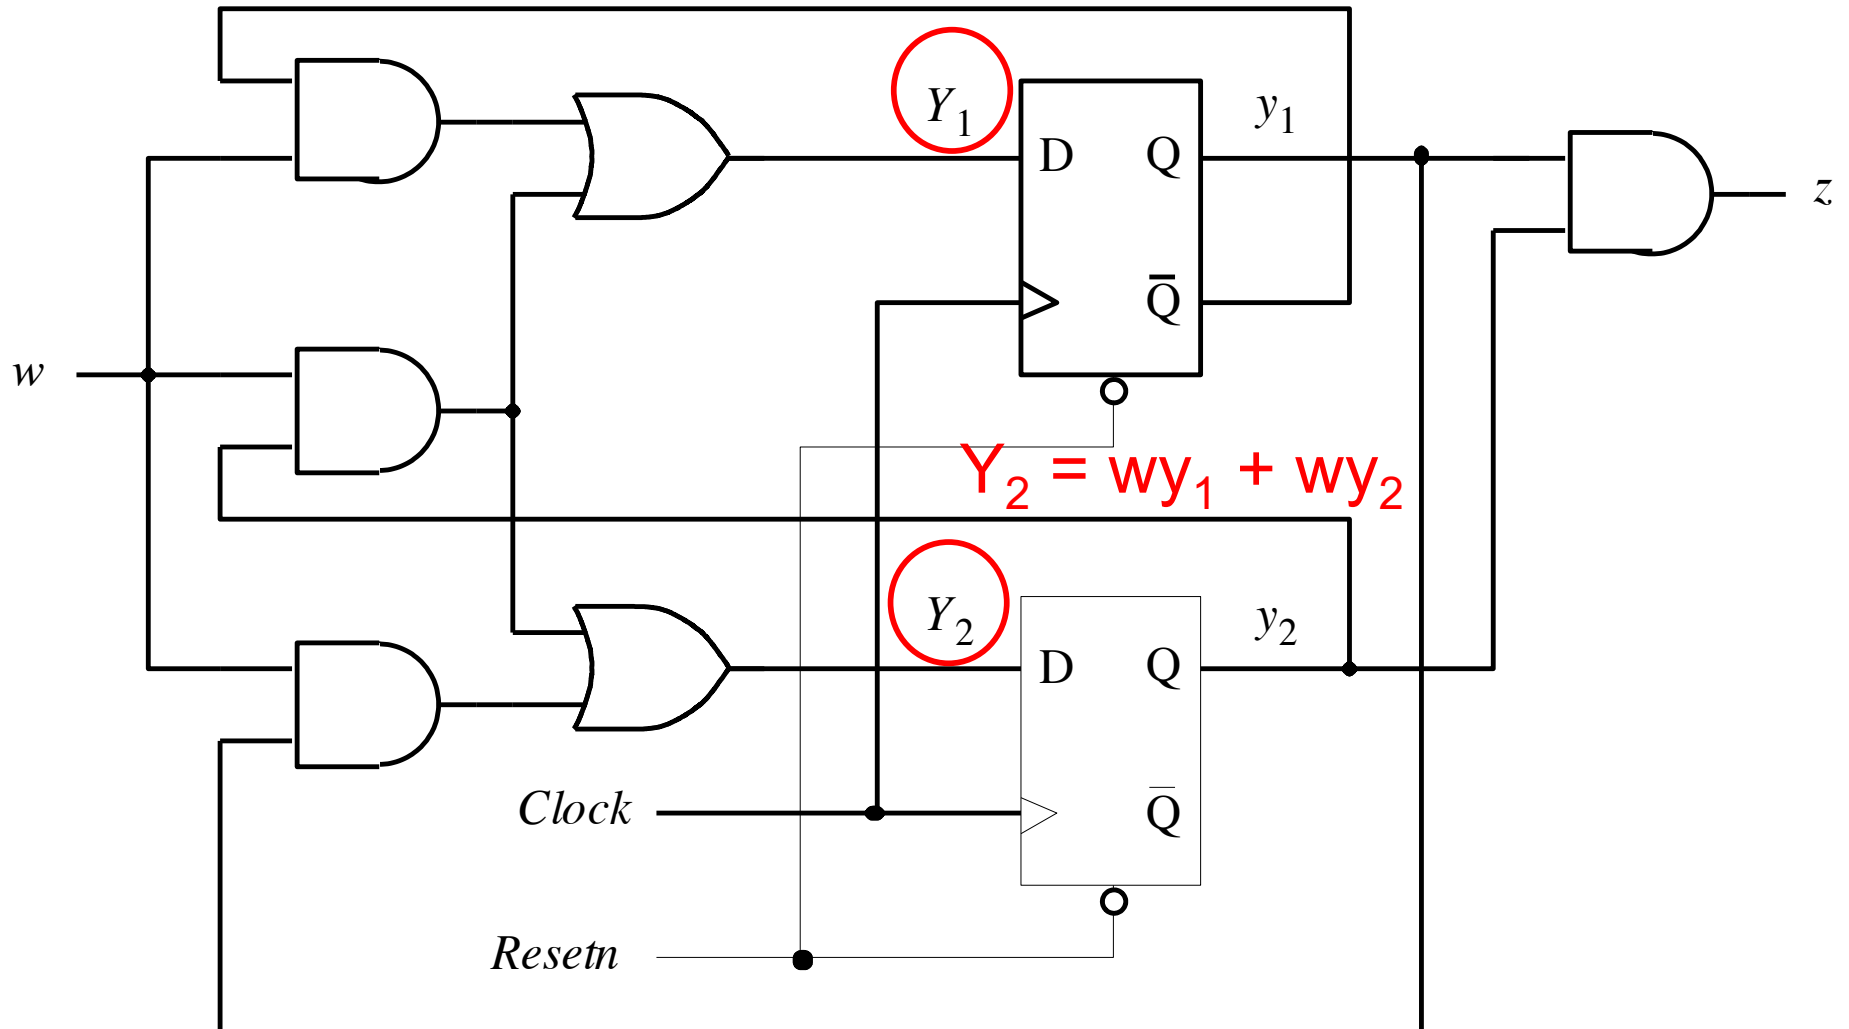 Y₁
y₁
D Q
z
Q̅
w
Y₂ = wy₁ + wy₂
Y₂
y₂
D Q
Clock
Q̅
Resetn